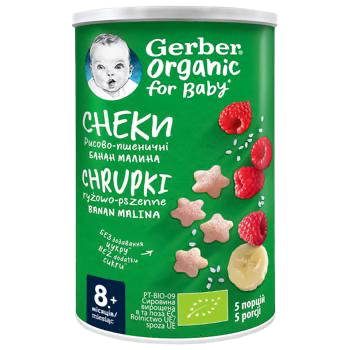 Gerber
Organic
for Baby
СНЕКИ
Рисово-пшеничні
БАНАН МАЛИНА
CHRUPKI
ryżowo-pszenne
BANAN MALINA
БЕЗ додавання
цукру
BEZ dodatku
cukru
8.+
місяців/
miesiąc
PT-BIO-09
Сировина
вирощена
в та поза ЄС
Rolnictwo UE/
spoza UE
5 порцій
5 porcji